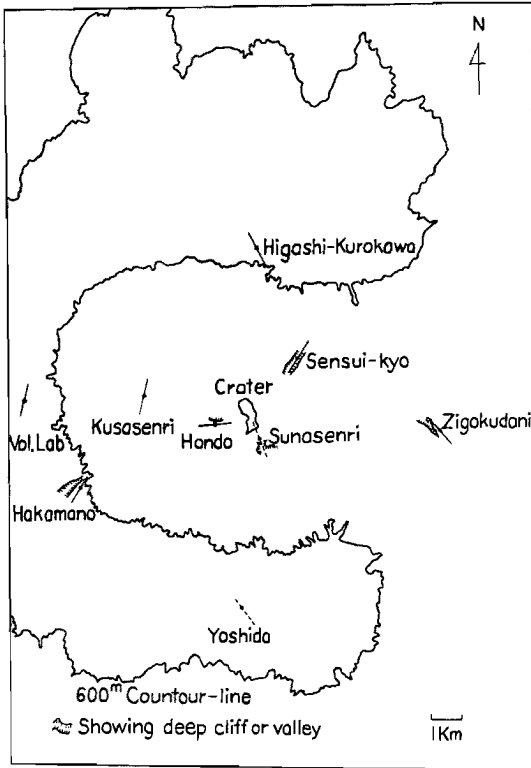 N
Higashi-Kurokawa
Sensui-kyo
Crater
Kusasenri
Hondo
Sunasenri
Zigokudani
Vol.Lab
Hakamano
Yoshida
600m Countour-line
Showing deep cliff or valley
1Km